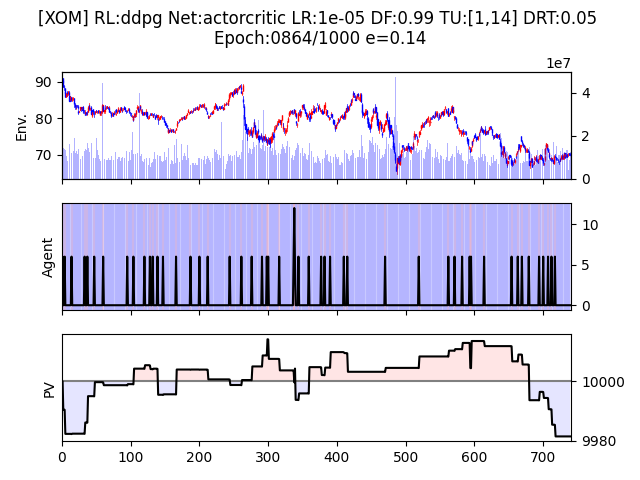 [XOM] RL:ddpg Net:actorcritic LR:1e-05 DF:0.99 TU:[1,14] DRT:0.05
Epoch:0864/1000 e=0.14
1e7
90
80
70
Env.
4
2
0
Agent
10
5
0
PV
10000
9980
0 100 200 300 400 500 600 700